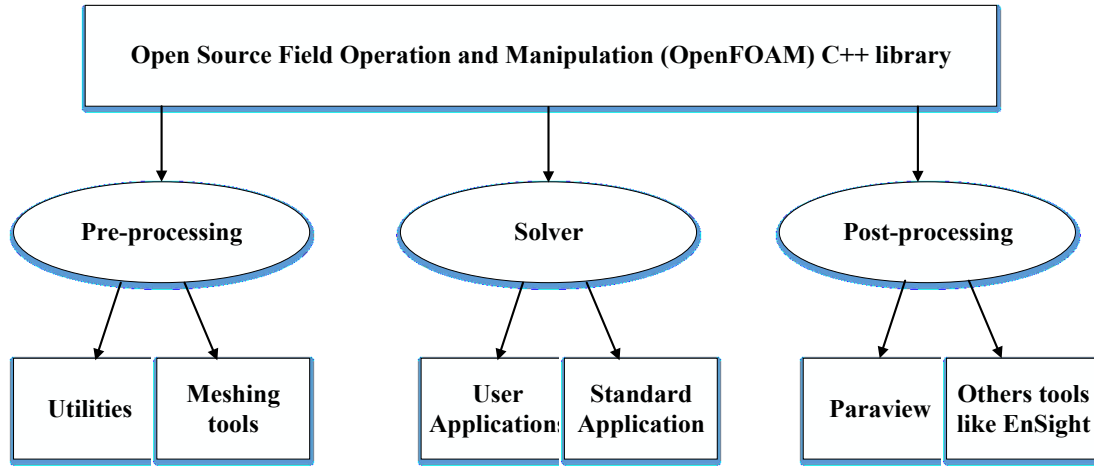 Open Source Field Operation and Manipulation (OpenFOAM) C++ library
Pre-processing
Solver
Post-processing
Utilities
Meshing
tools
User
Applications
Standard
Application
Paraview
Others tools
like EnSight